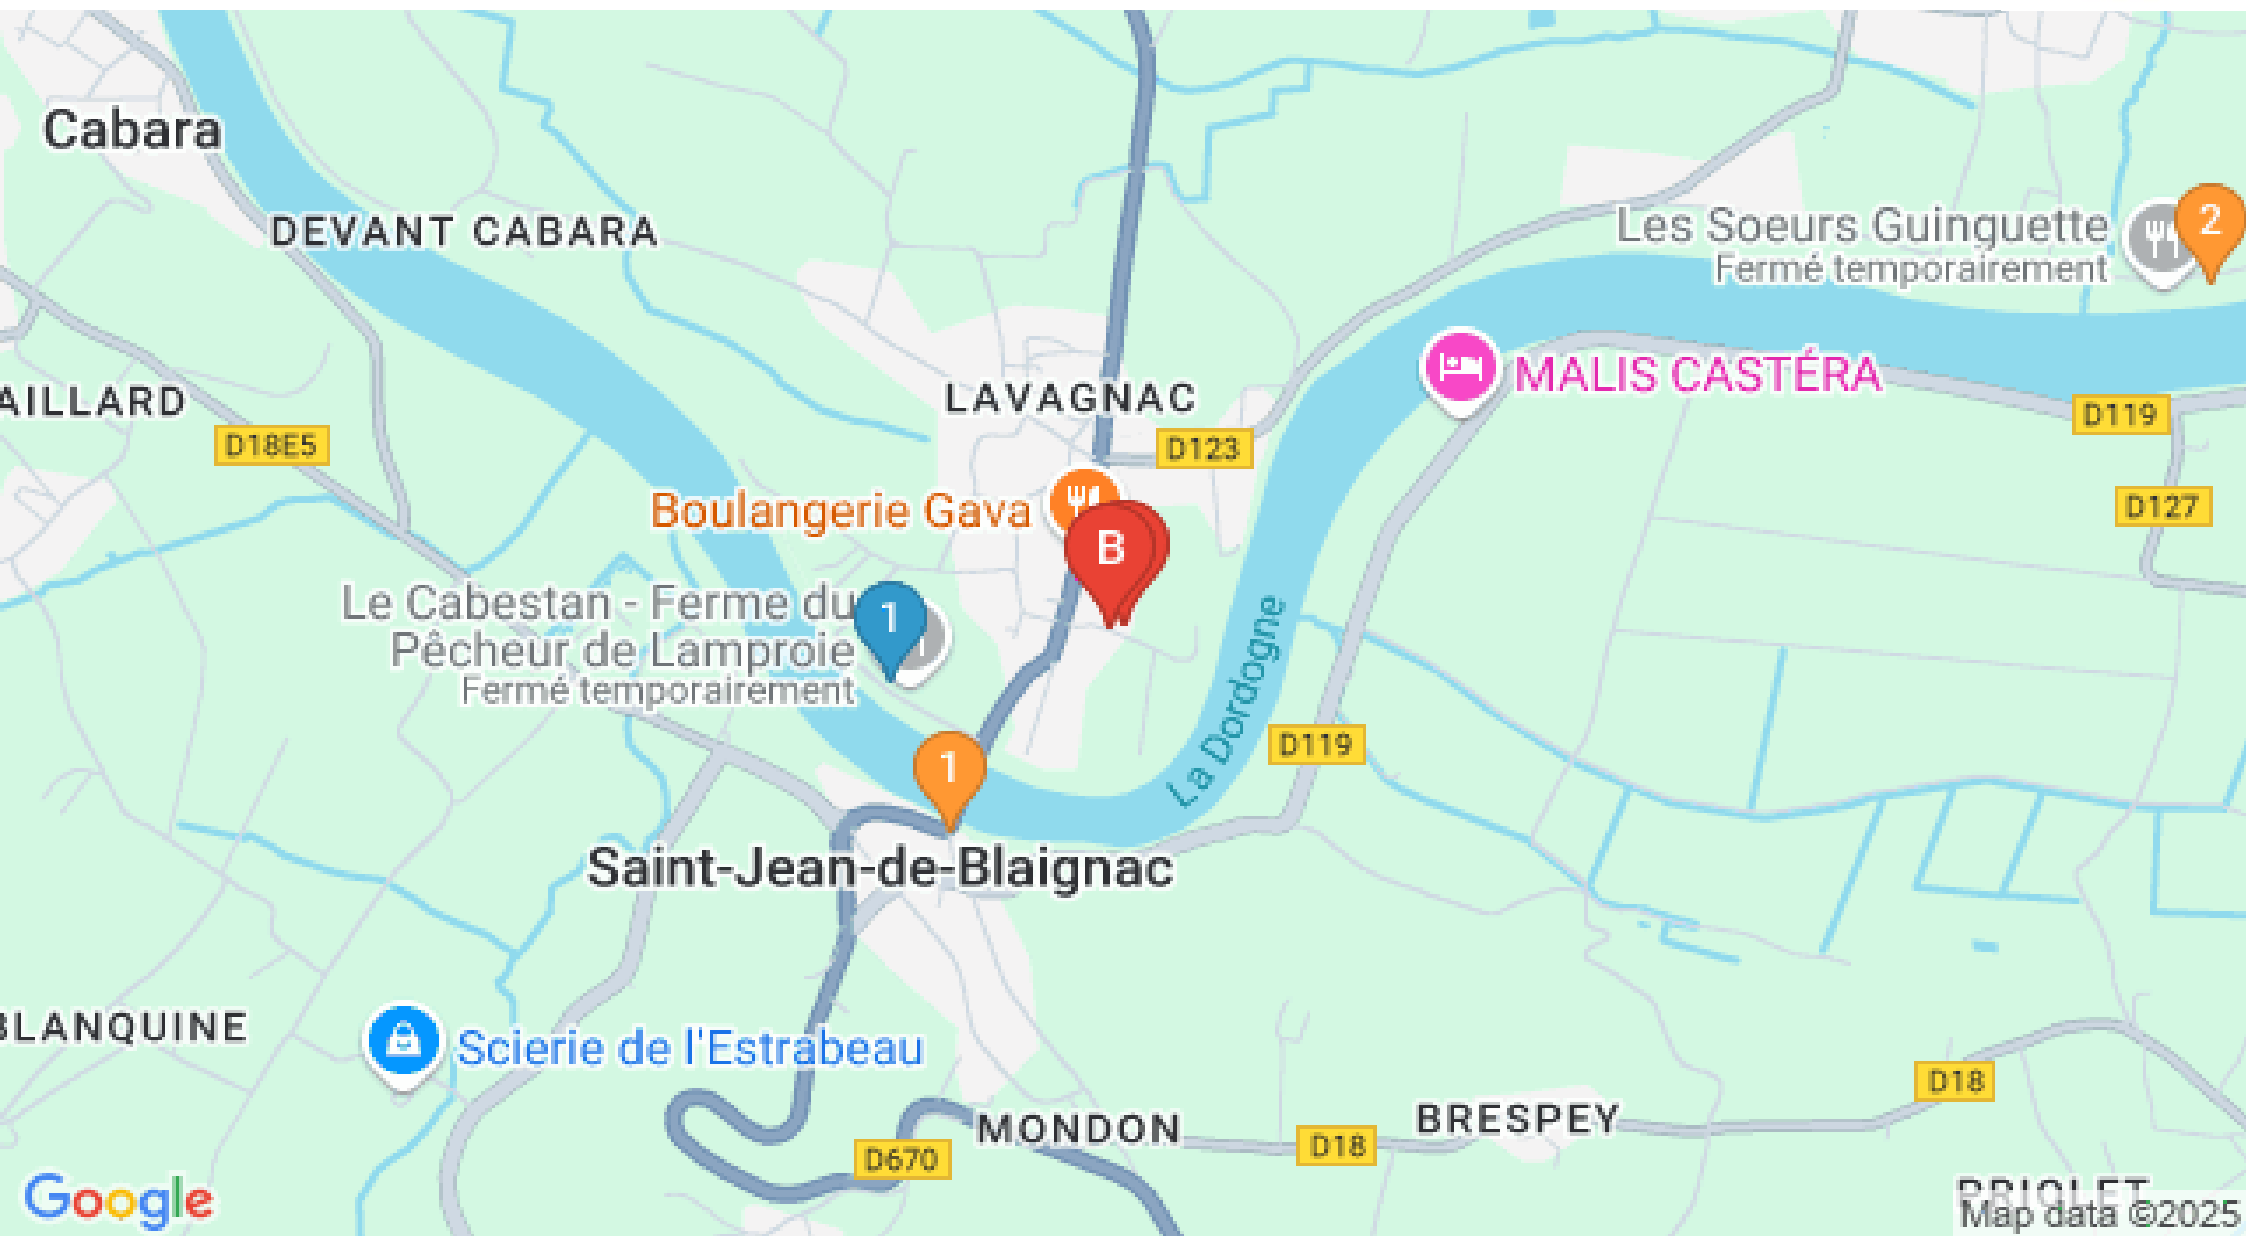 Cabara
DEVANT CABARA
Les Soeurs Guinguette
Fermé temporairement
2
MALIS CASTÉRA
AILLARD
LAVAGNAC
D119
D18E5
D123
Boulangerie Gava
D127
B
Le Cabestan - Ferme du
Pêcheur de Lamproie
Fermé temporairement
1
La Dordogne
D119
1
Saint-Jean-de-Blaignac
BLANQUINE
Scierie de l'Estrabeau
D18
MONDON
BRESPEY
D18
D670
Google
BRIOLET
Map data ©2025